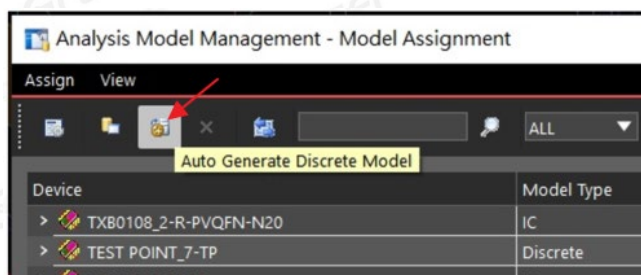 Analysis Model Management - Model Assignment
Assign View
ALL
Auto Generate Discrete Model
Device Model Type
TXB0108_2-R-PVQFN-N20 IC
TEST POINT_7-TP Discrete